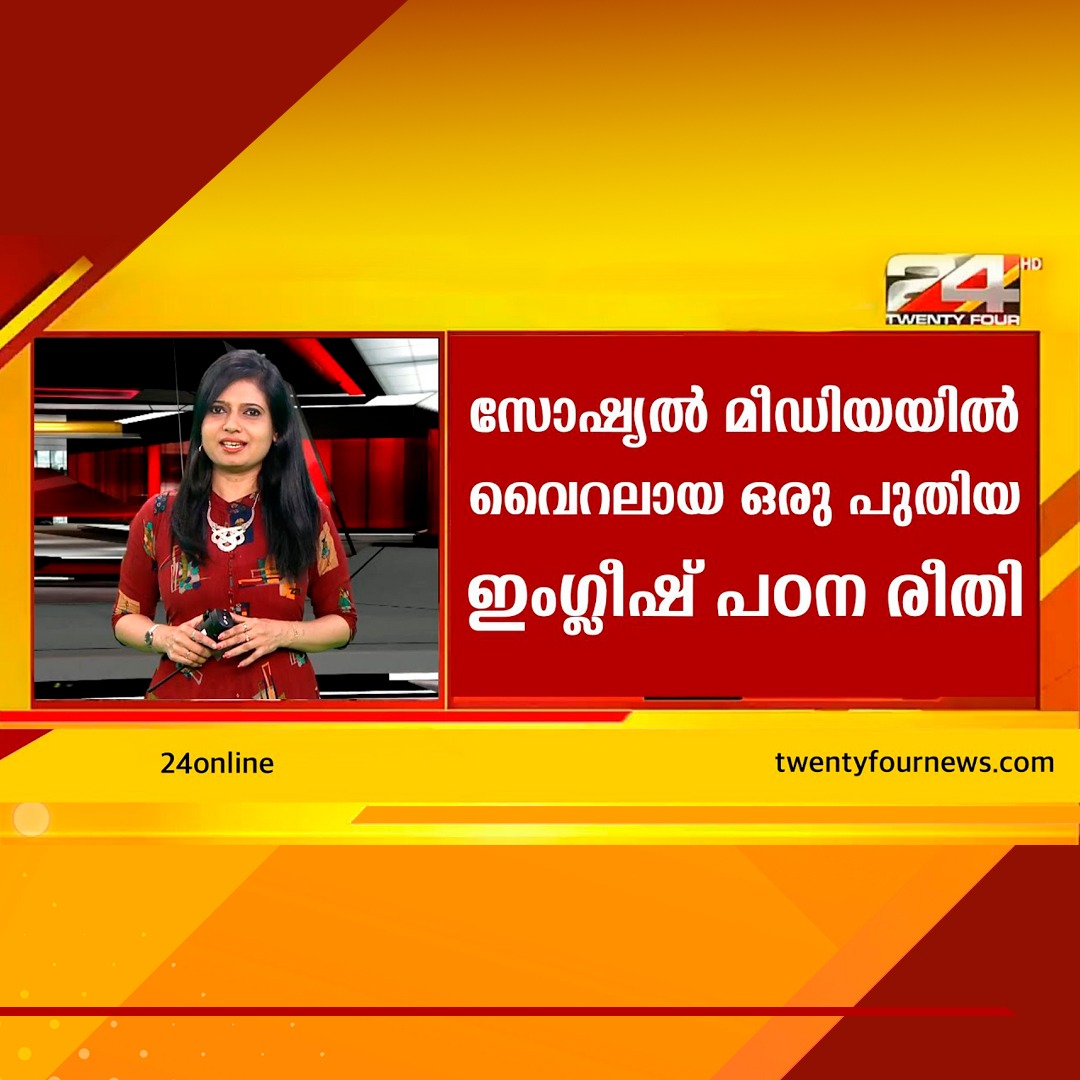 24 HD
TWENTY FOUR
സോഷ്യൽ മീഡിയയിൽ
വൈറലായ ഒരു പുതിയ
ഇംഗ്ലീഷ് പഠന രീതി
24online
twentyfournews.com